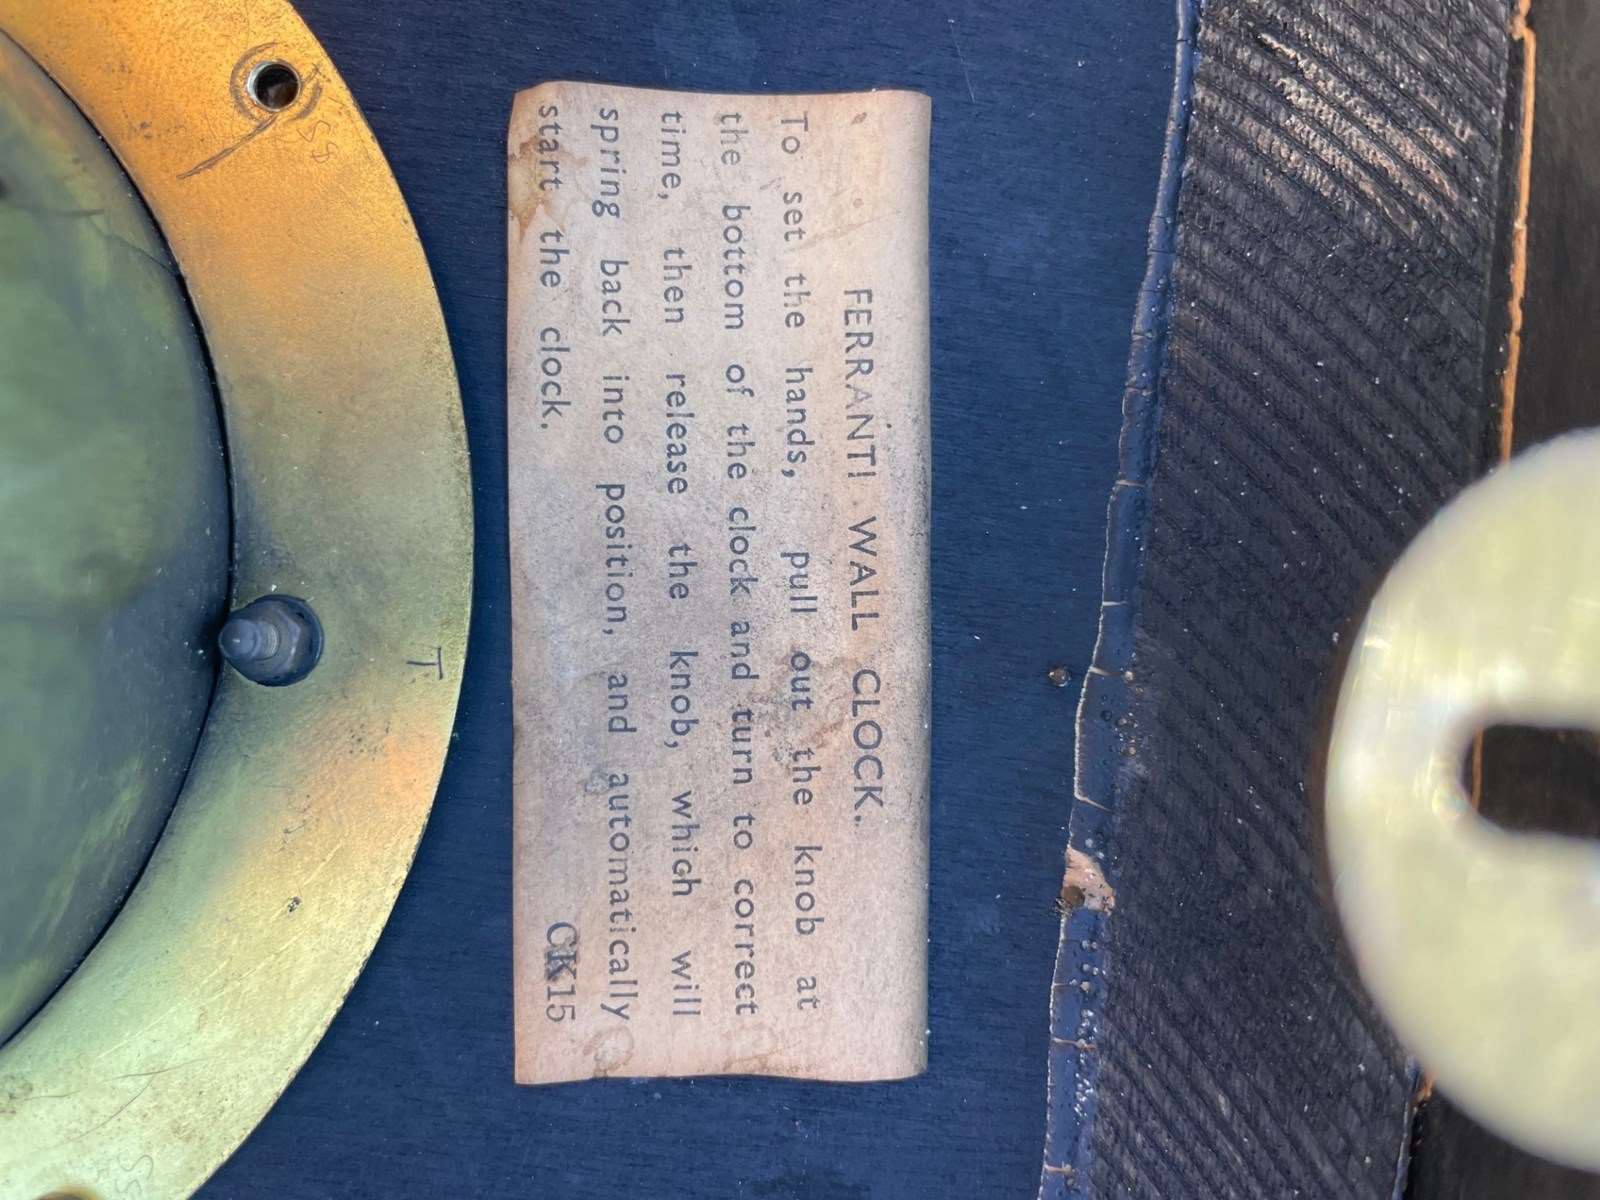 FERRANTI WALL CLOCK.
To set the hands, pull out the knob at
the bottom of the clock and turn to correct
time, then release the knob, which will
spring back into position, and automatically
start the clock.
CK15
T